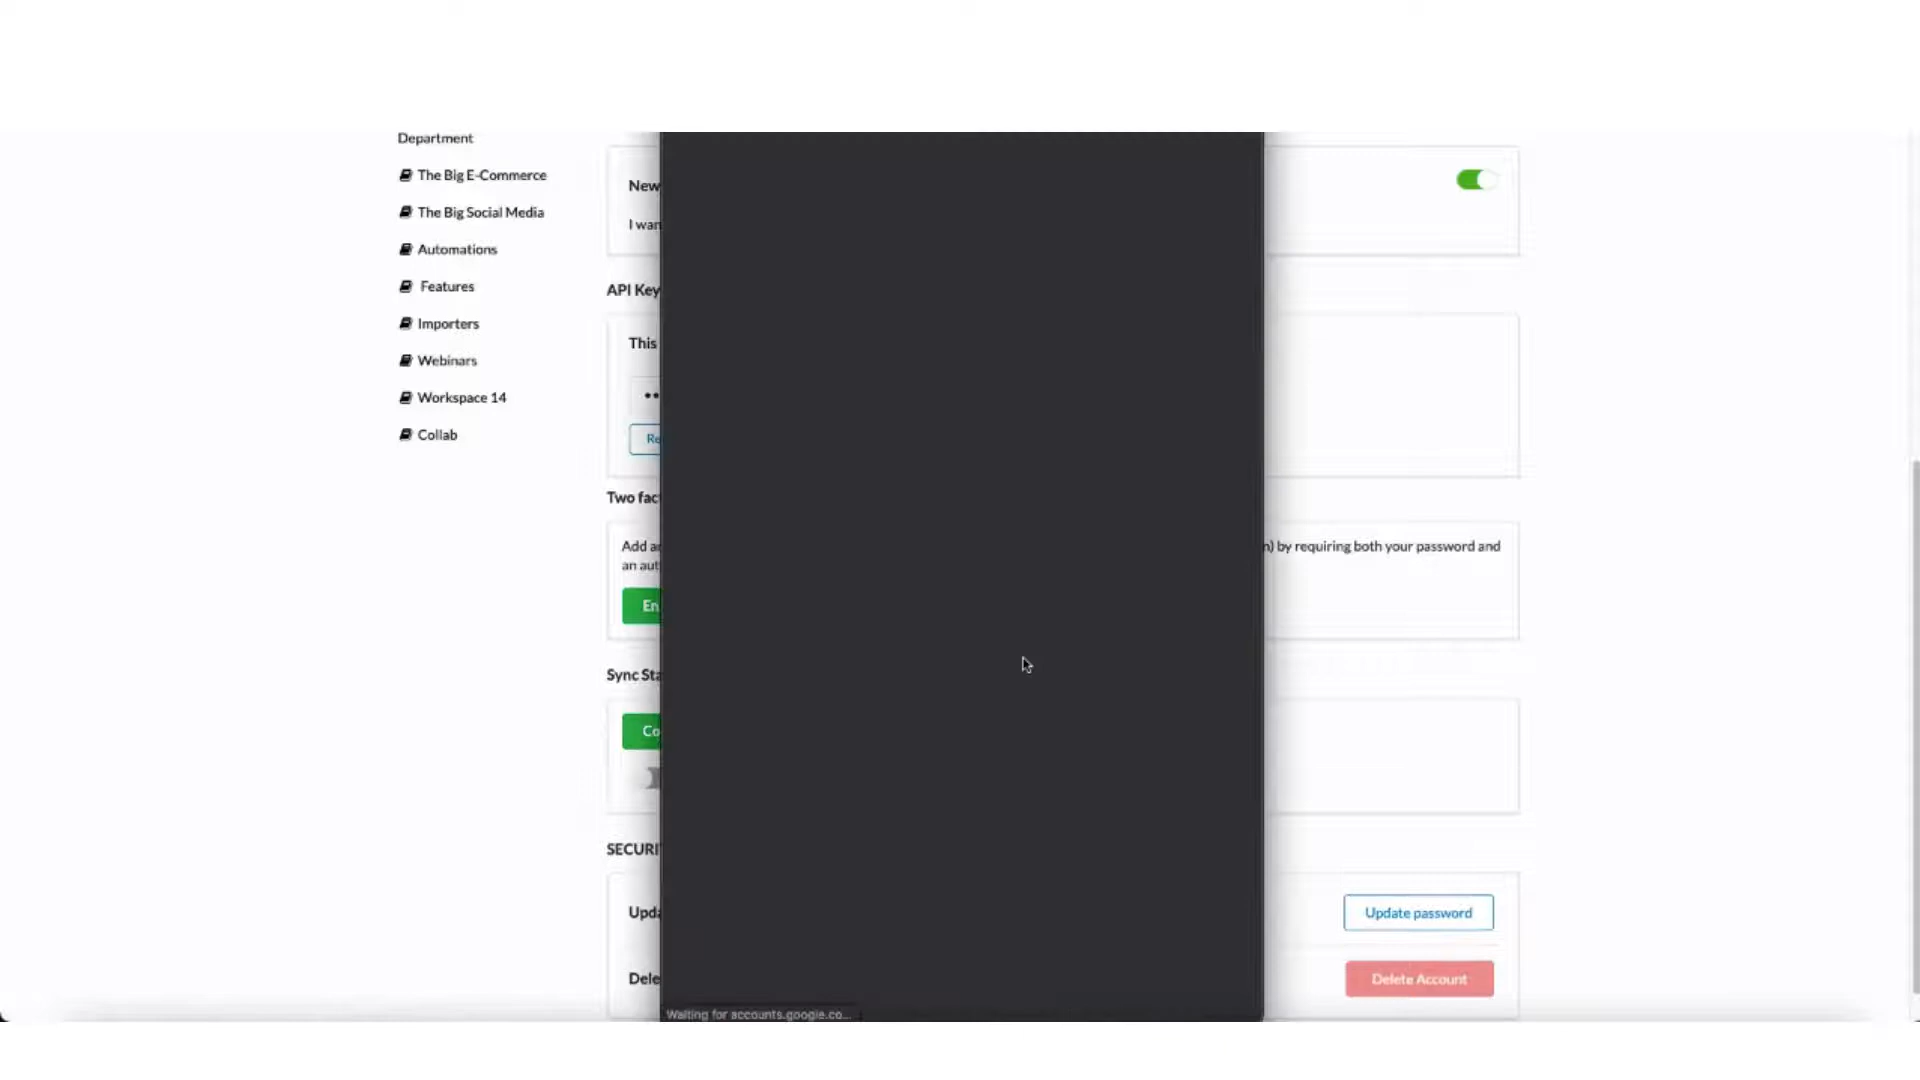 Department
The Big E-Commerce
The Big Social Media
Automations
Features
Importers
Webinars
Workspace 14
Collab
New
I wan
API Key
This
Re
Two fac
Add a
n) by requiring both your password and
an aut
En
Sync Sta
Co
SECURI
Upda
Update password
Dele
Delete Account
Waiting for accounts.google.co...